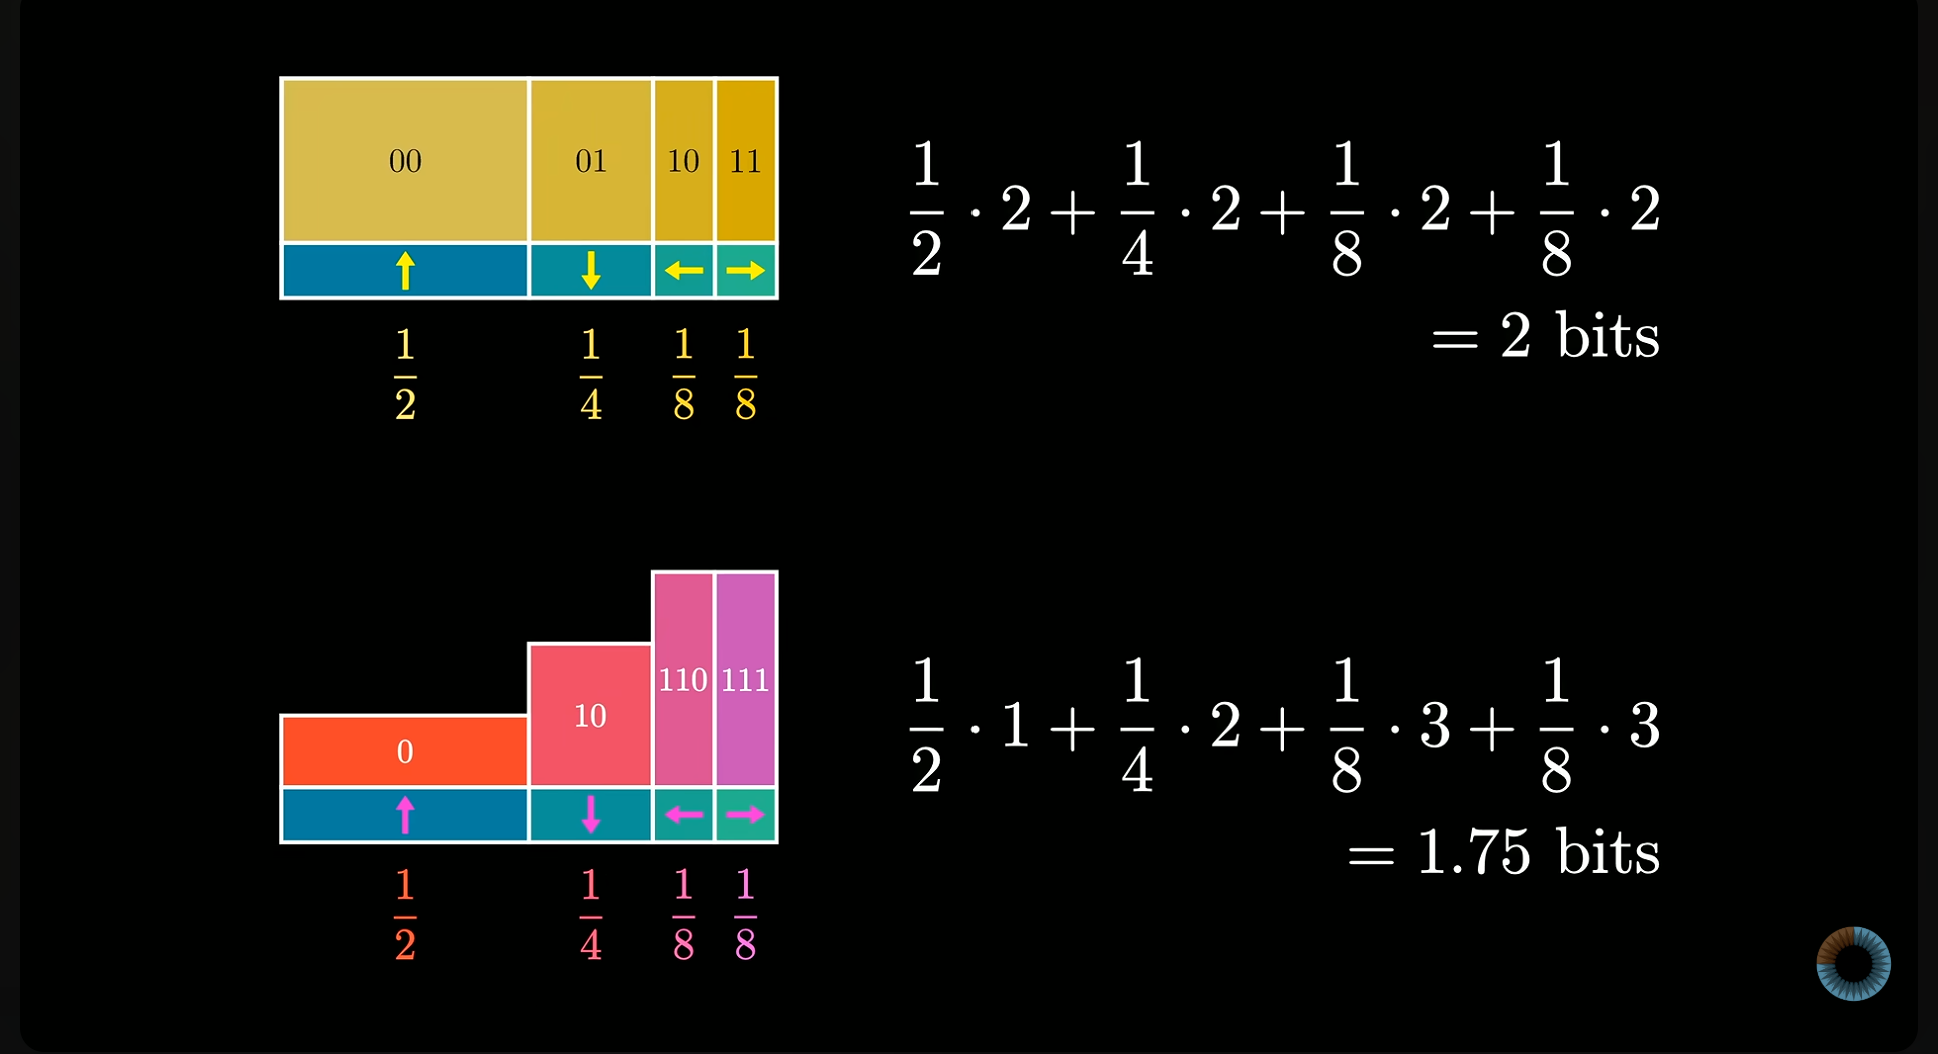 00 01 10 11
↑ ↓ ← →
1/2 1/4 1/8 1/8
1/2 · 2 + 1/4 · 2 + 1/8 · 2 + 1/8 · 2
= 2 bits
0 10 110 111
↑ ↓ ← →
1/2 1/4 1/8 1/8
1/2 · 1 + 1/4 · 2 + 1/8 · 3 + 1/8 · 3
= 1.75 bits